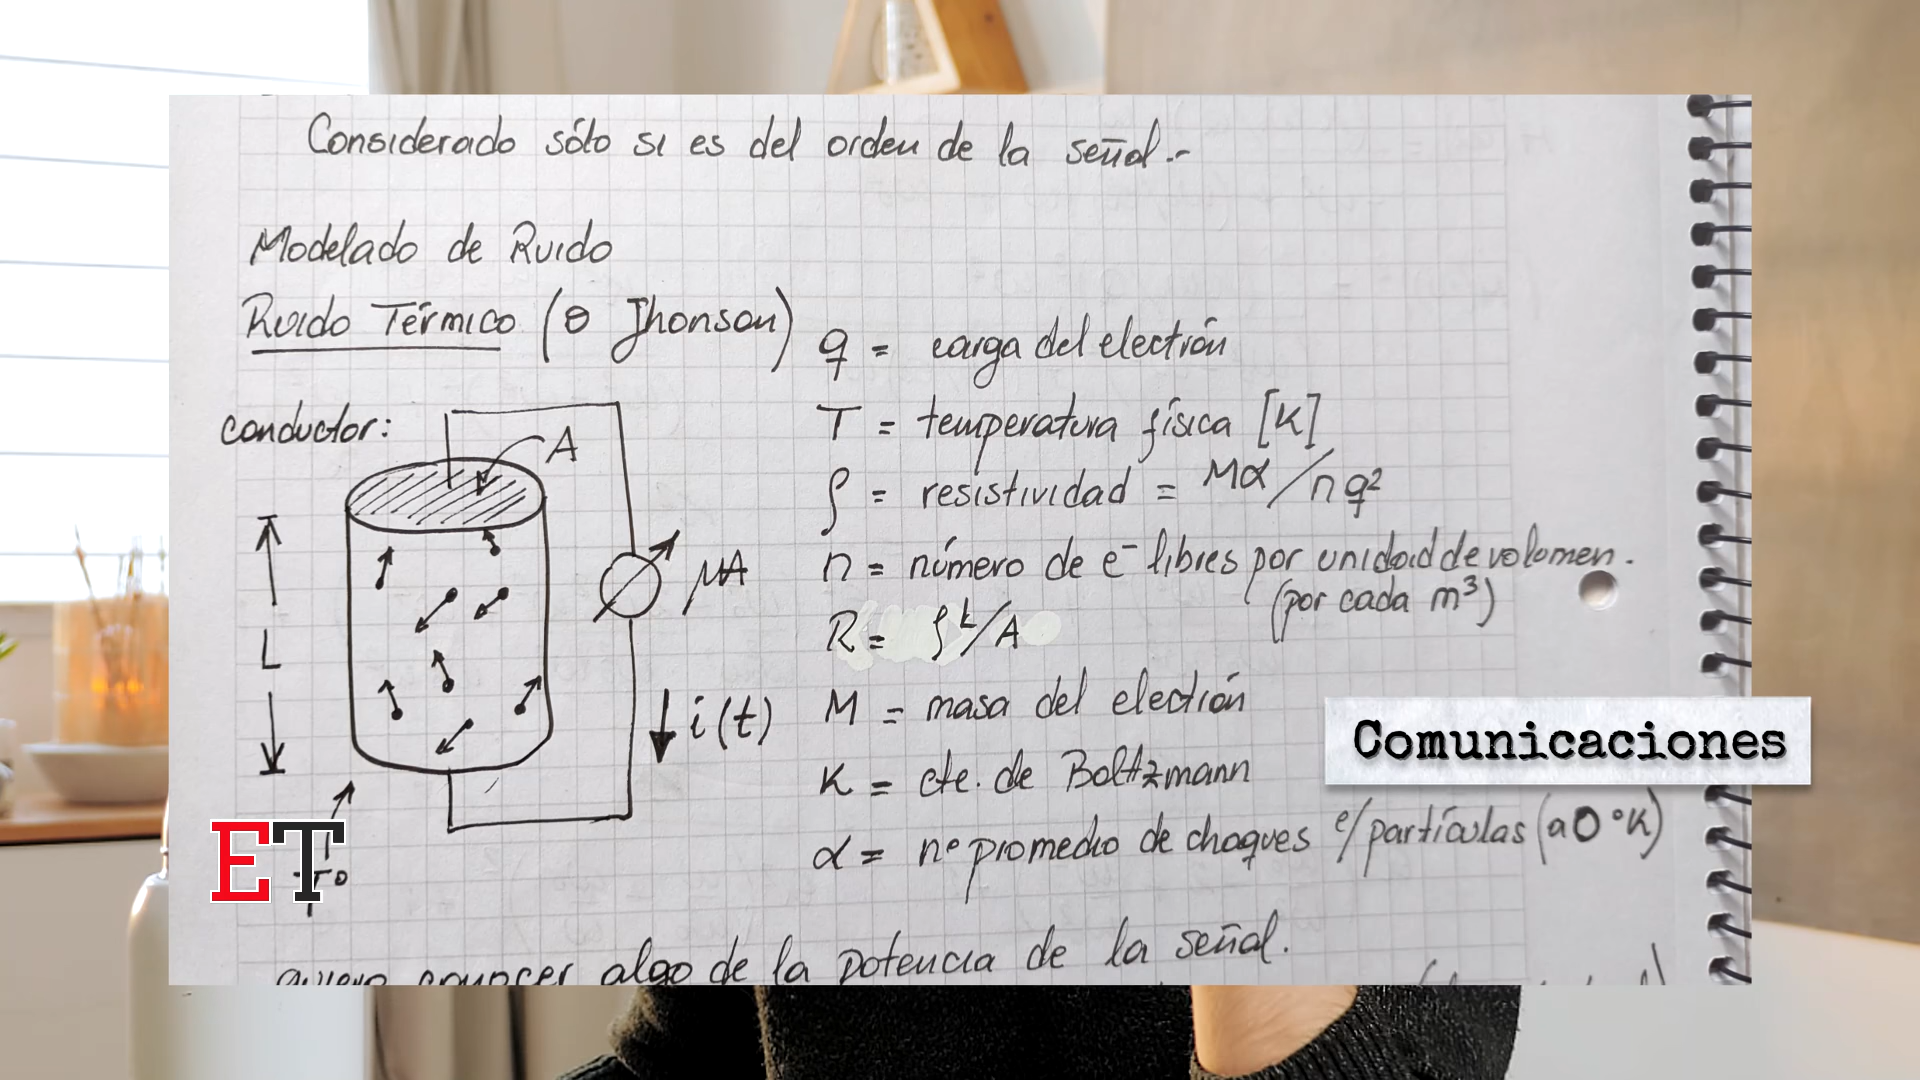 Considerado sólo si es del orden de la señal.-
Modelado de Ruido
Ruido Térmico (o Jhonson)
conductor:
A
L
μA
i(t)
T°
q = carga del electrón
T = temperatura física [K]
ρ = resistividad = Mα/nq²
n = número de e⁻ libres por unidad de volumen.
(por cada m³)
R = ρ L/A
M = masa del electrón
K = cte. de Boltzmann
α = n° promedio de choques e/partículas (a 0 °K)
quiero conocer algo de la potencia de la señal.
Comunicaciones
ET